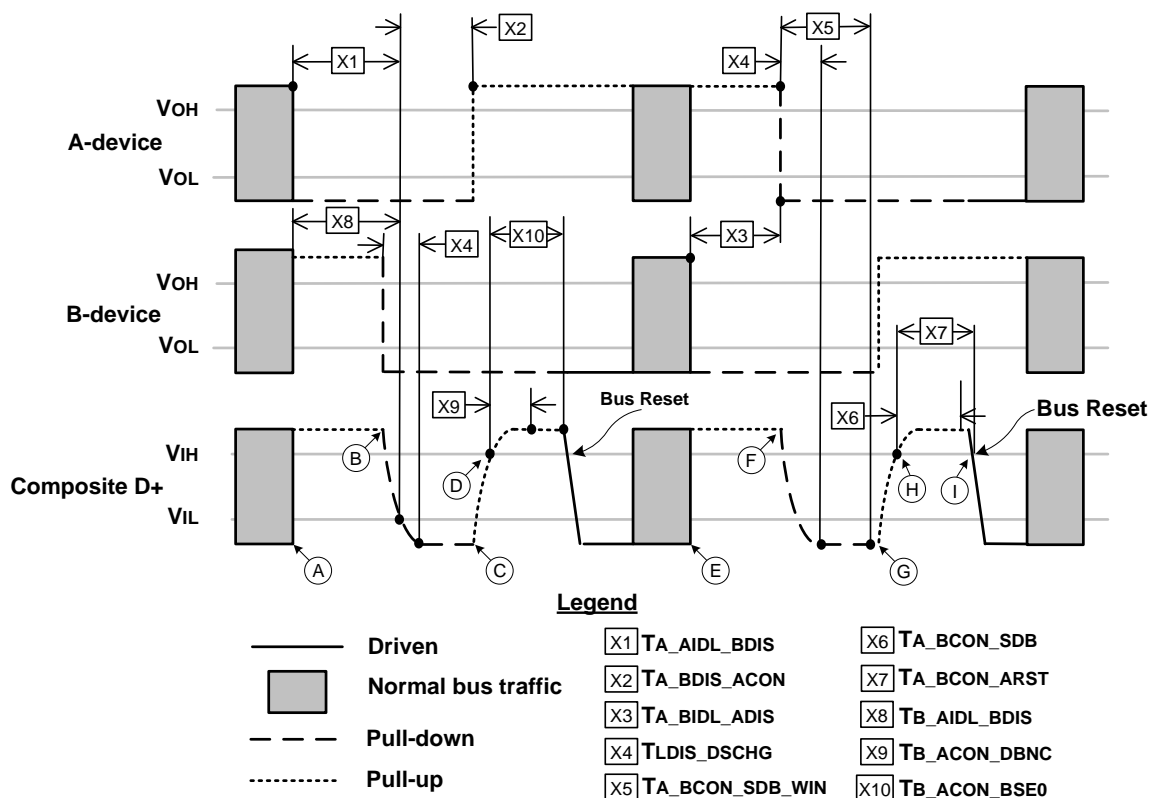 X5
X2
X1
X4
VOH
A-device
VOL
X8
X4
X10
X3
VOH
B-device
VOL
X7
X9
Bus Reset
X6
Bus Reset
VIH
B
D
F
H
I
Composite D+
VIL
A
C
E
G
Legend
Driven
Normal bus traffic
Pull-down
Pull-up
X1 TA_AIDL_BDIS
X2 TA_BDIS_ACON
X3 TA_BIDL_ADIS
X4 TLDIS_DSCHG
X5 TA_BCON_SDB_WIN
X6 TA_BCON_SDB
X7 TA_BCON_ARST
X8 TB_AIDL_BDIS
X9 TB_ACON_DBNC
X10 TB_ACON_BSE0